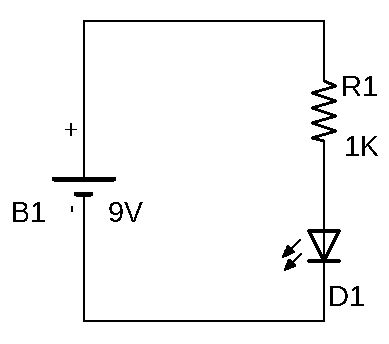 R1
+
1K
B1 - 9V
D1